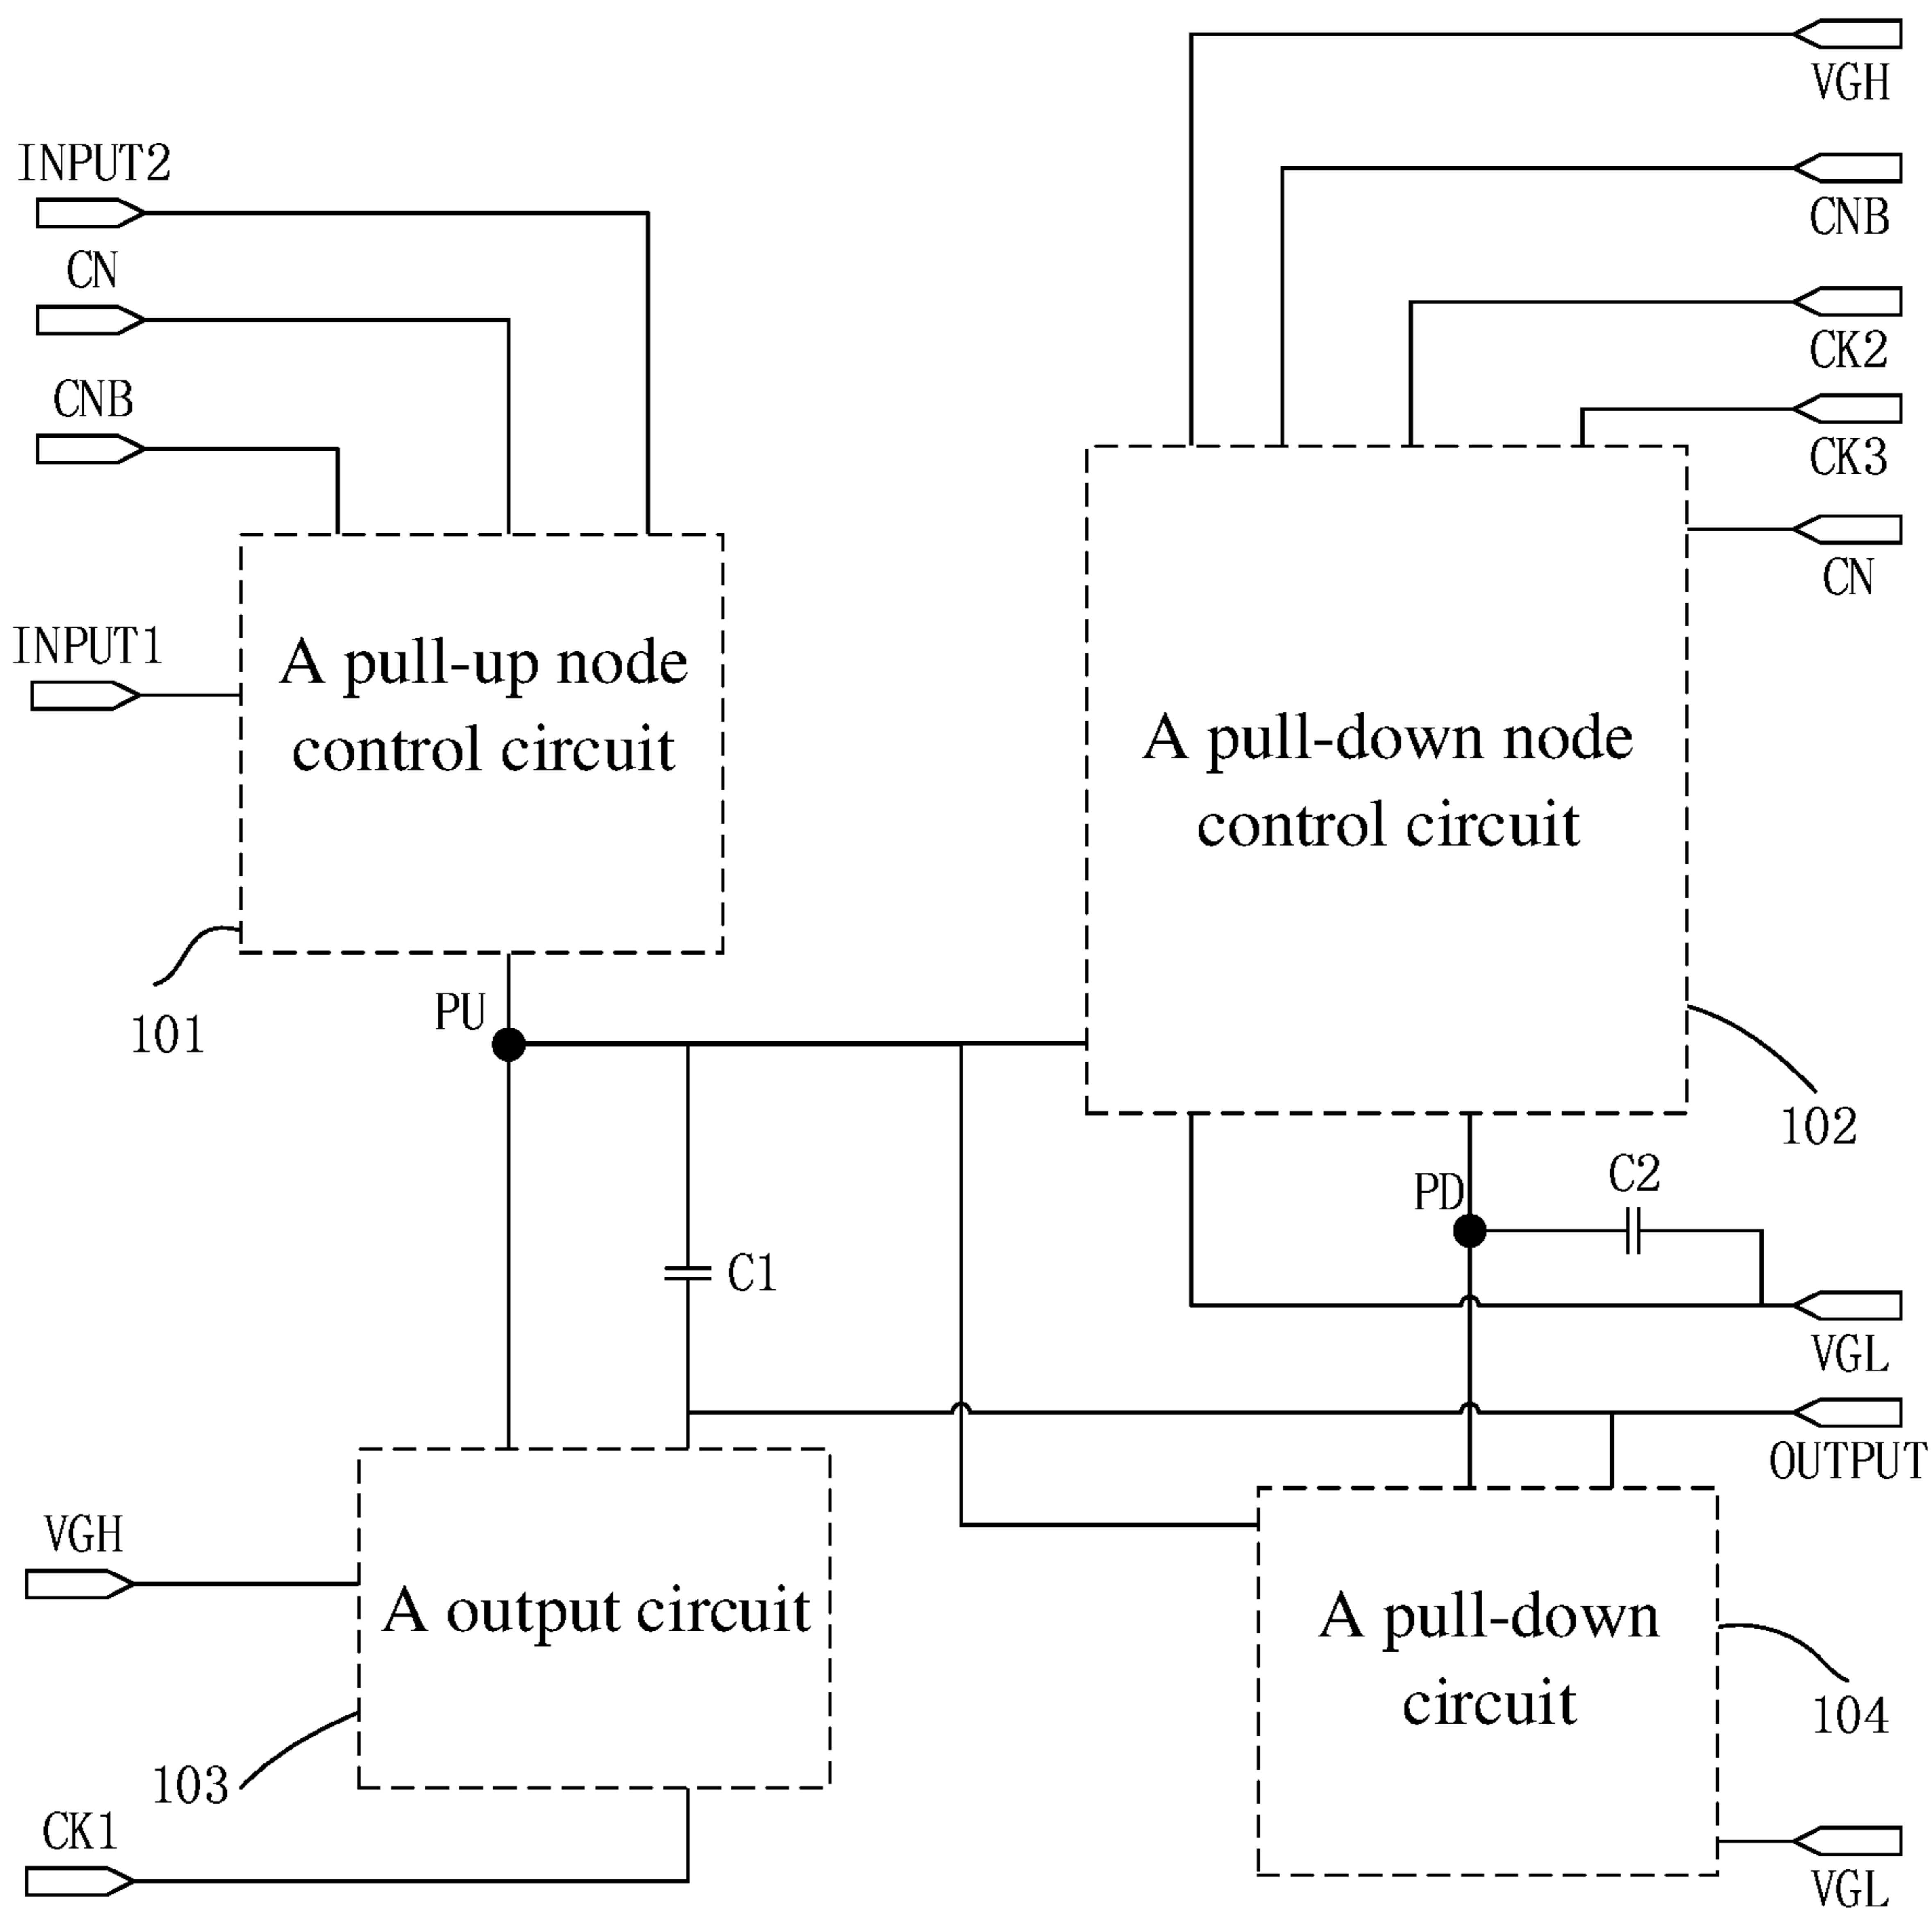 VGH
INPUT2
CNB
CN
CK2
CNB
CK3
CN
INPUT1
A pull-up node
control circuit
A pull-down node
control circuit
101
PU
102
PD
C2
C1
VGL
OUTPUT
VGH
A output circuit
A pull-down
circuit
104
103
CK1
VGL